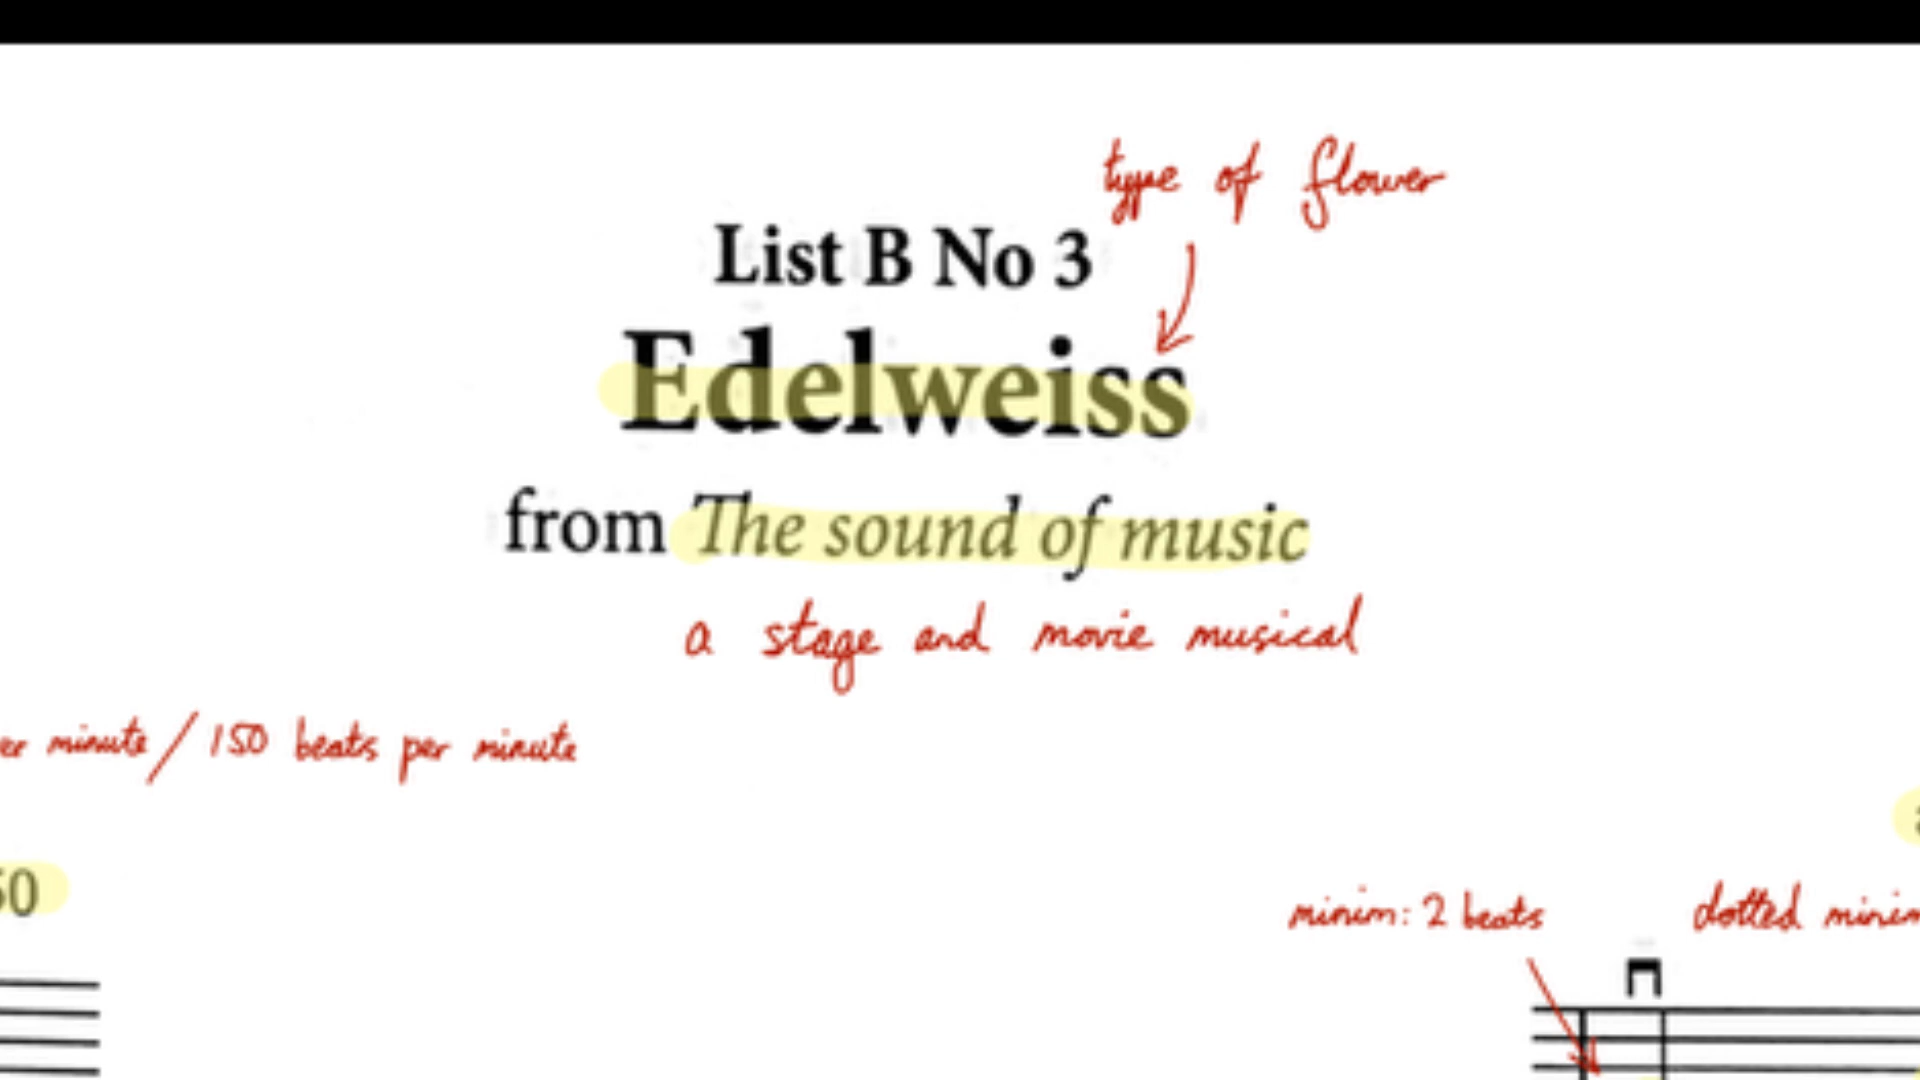 type of flower
List B No 3
Edelweiss
from The sound of music
a stage and movie musical
minute / 150 beats per minute
minim: 2 beats
dotted